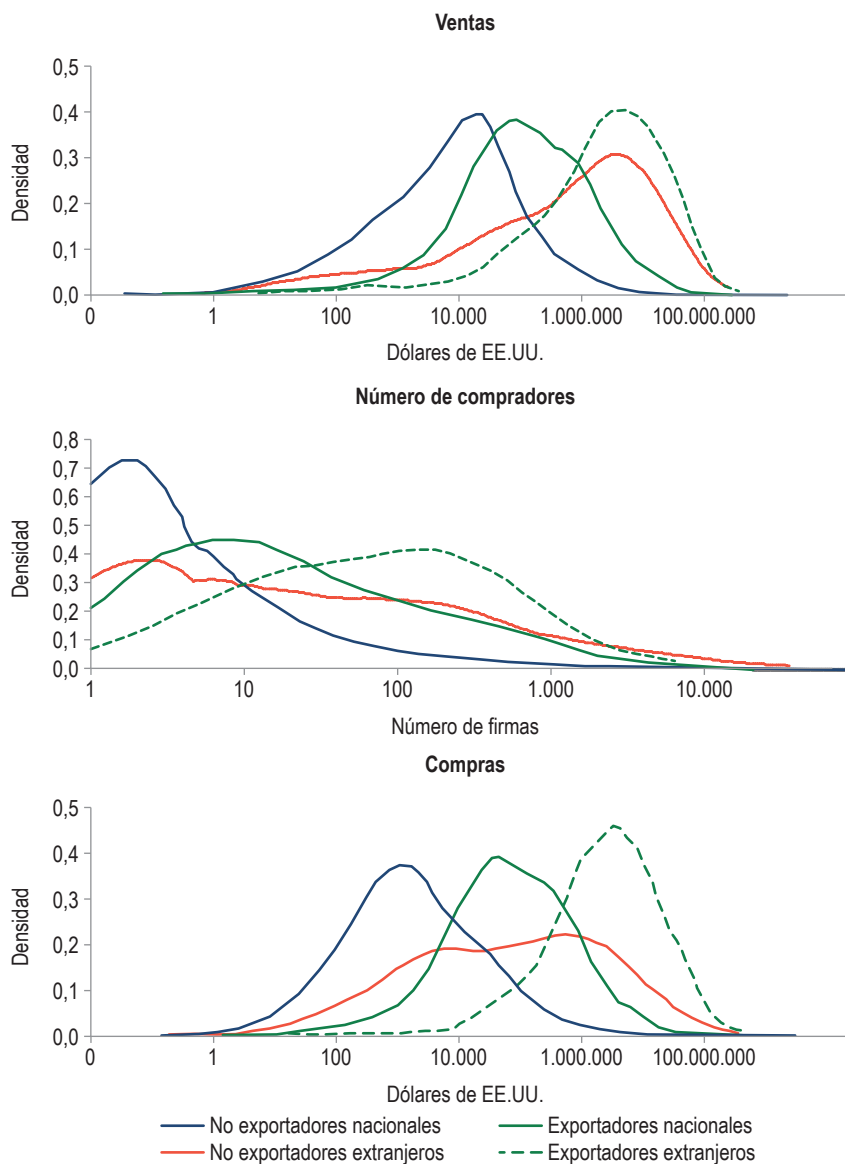 Ventas
0,5
0,4
0,3
0,2
0,1
0,0
Densidad
0 1 100 10.000 1.000.000 100.000.000
Dólares de EE.UU.
Número de compradores
0,8
0,7
0,6
0,5
0,4
0,3
0,2
0,1
0,0
Densidad
1 10 100 1.000 10.000
Número de firmas
Compras
0,5
0,4
0,3
0,2
0,1
0,0
Densidad
0 1 100 10.000 1.000.000 100.000.000
Dólares de EE.UU.
No exportadores nacionales Exportadores nacionales
No exportadores extranjeros Exportadores extranjeros